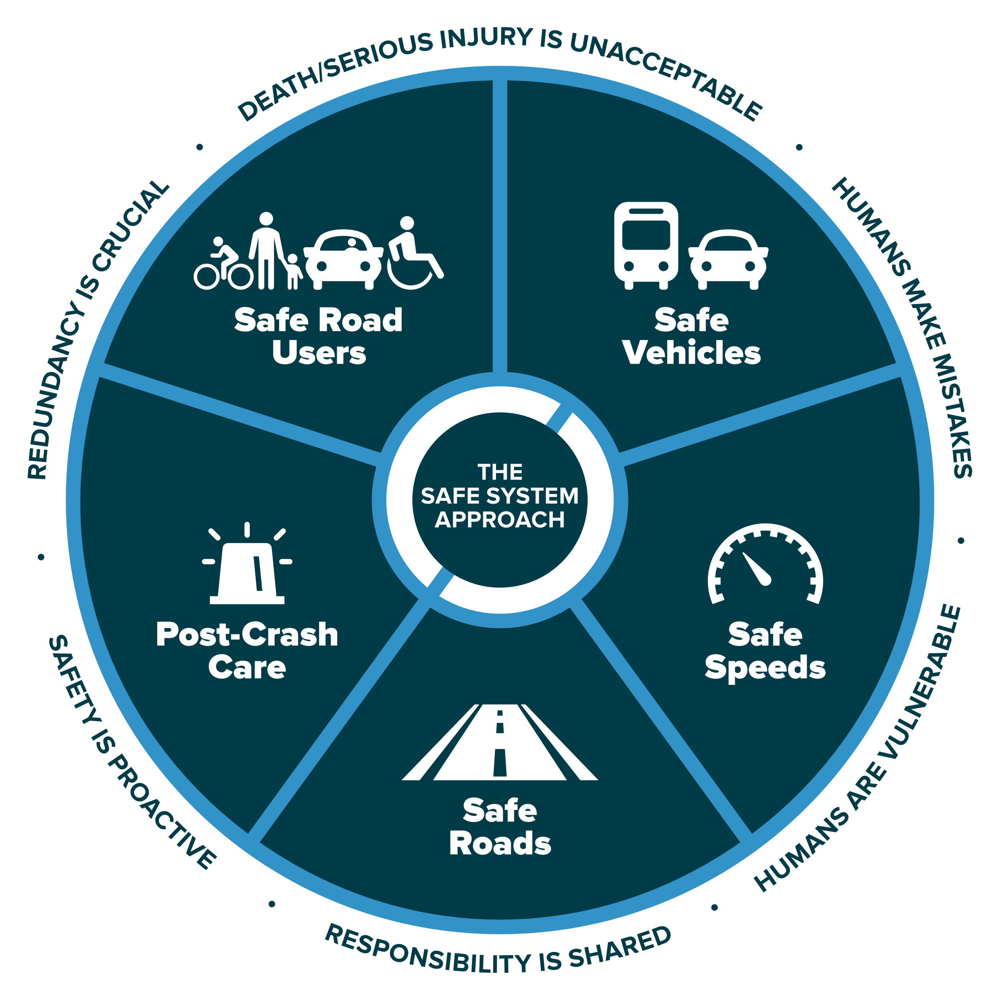 DEATH/SERIOUS INJURY IS UNACCEPTABLE
HUMANS MAKE MISTAKES
HUMANS ARE VULNERABLE
RESPONSIBILITY IS SHARED
SAFETY IS PROACTIVE
REDUNDANCY IS CRUCIAL
Safe Road
Users
Safe
Vehicles
Safe
Speeds
Safe
Roads
Post-Crash
Care
THE
SAFE SYSTEM
APPROACH